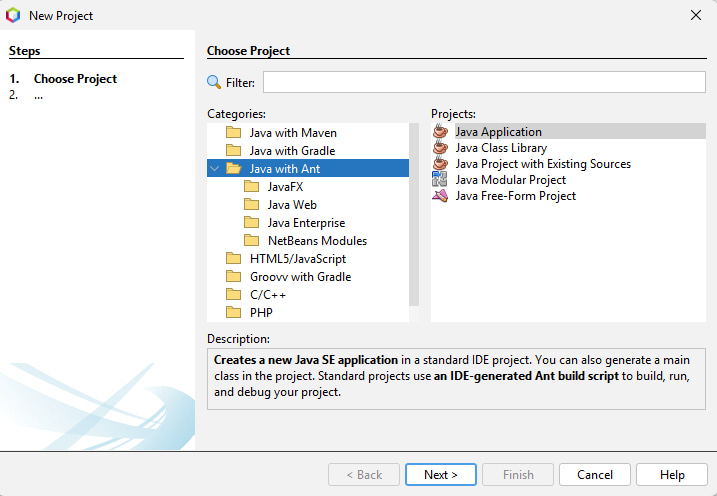 New Project
Steps
1. Choose Project
2. ...
Choose Project
Filter:
Categories:
Java with Maven
Java with Gradle
Java with Ant
JavaFX
Java Web
Java Enterprise
NetBeans Modules
HTML5/JavaScript
Groovy with Gradle
C/C++
PHP
Projects:
Java Application
Java Class Library
Java Project with Existing Sources
Java Modular Project
Java Free-Form Project
Description:
Creates a new Java SE application in a standard IDE project. You can also generate a main
class in the project. Standard projects use an IDE-generated Ant build script to build, run,
and debug your project.
< Back
Next >
Finish
Cancel
Help